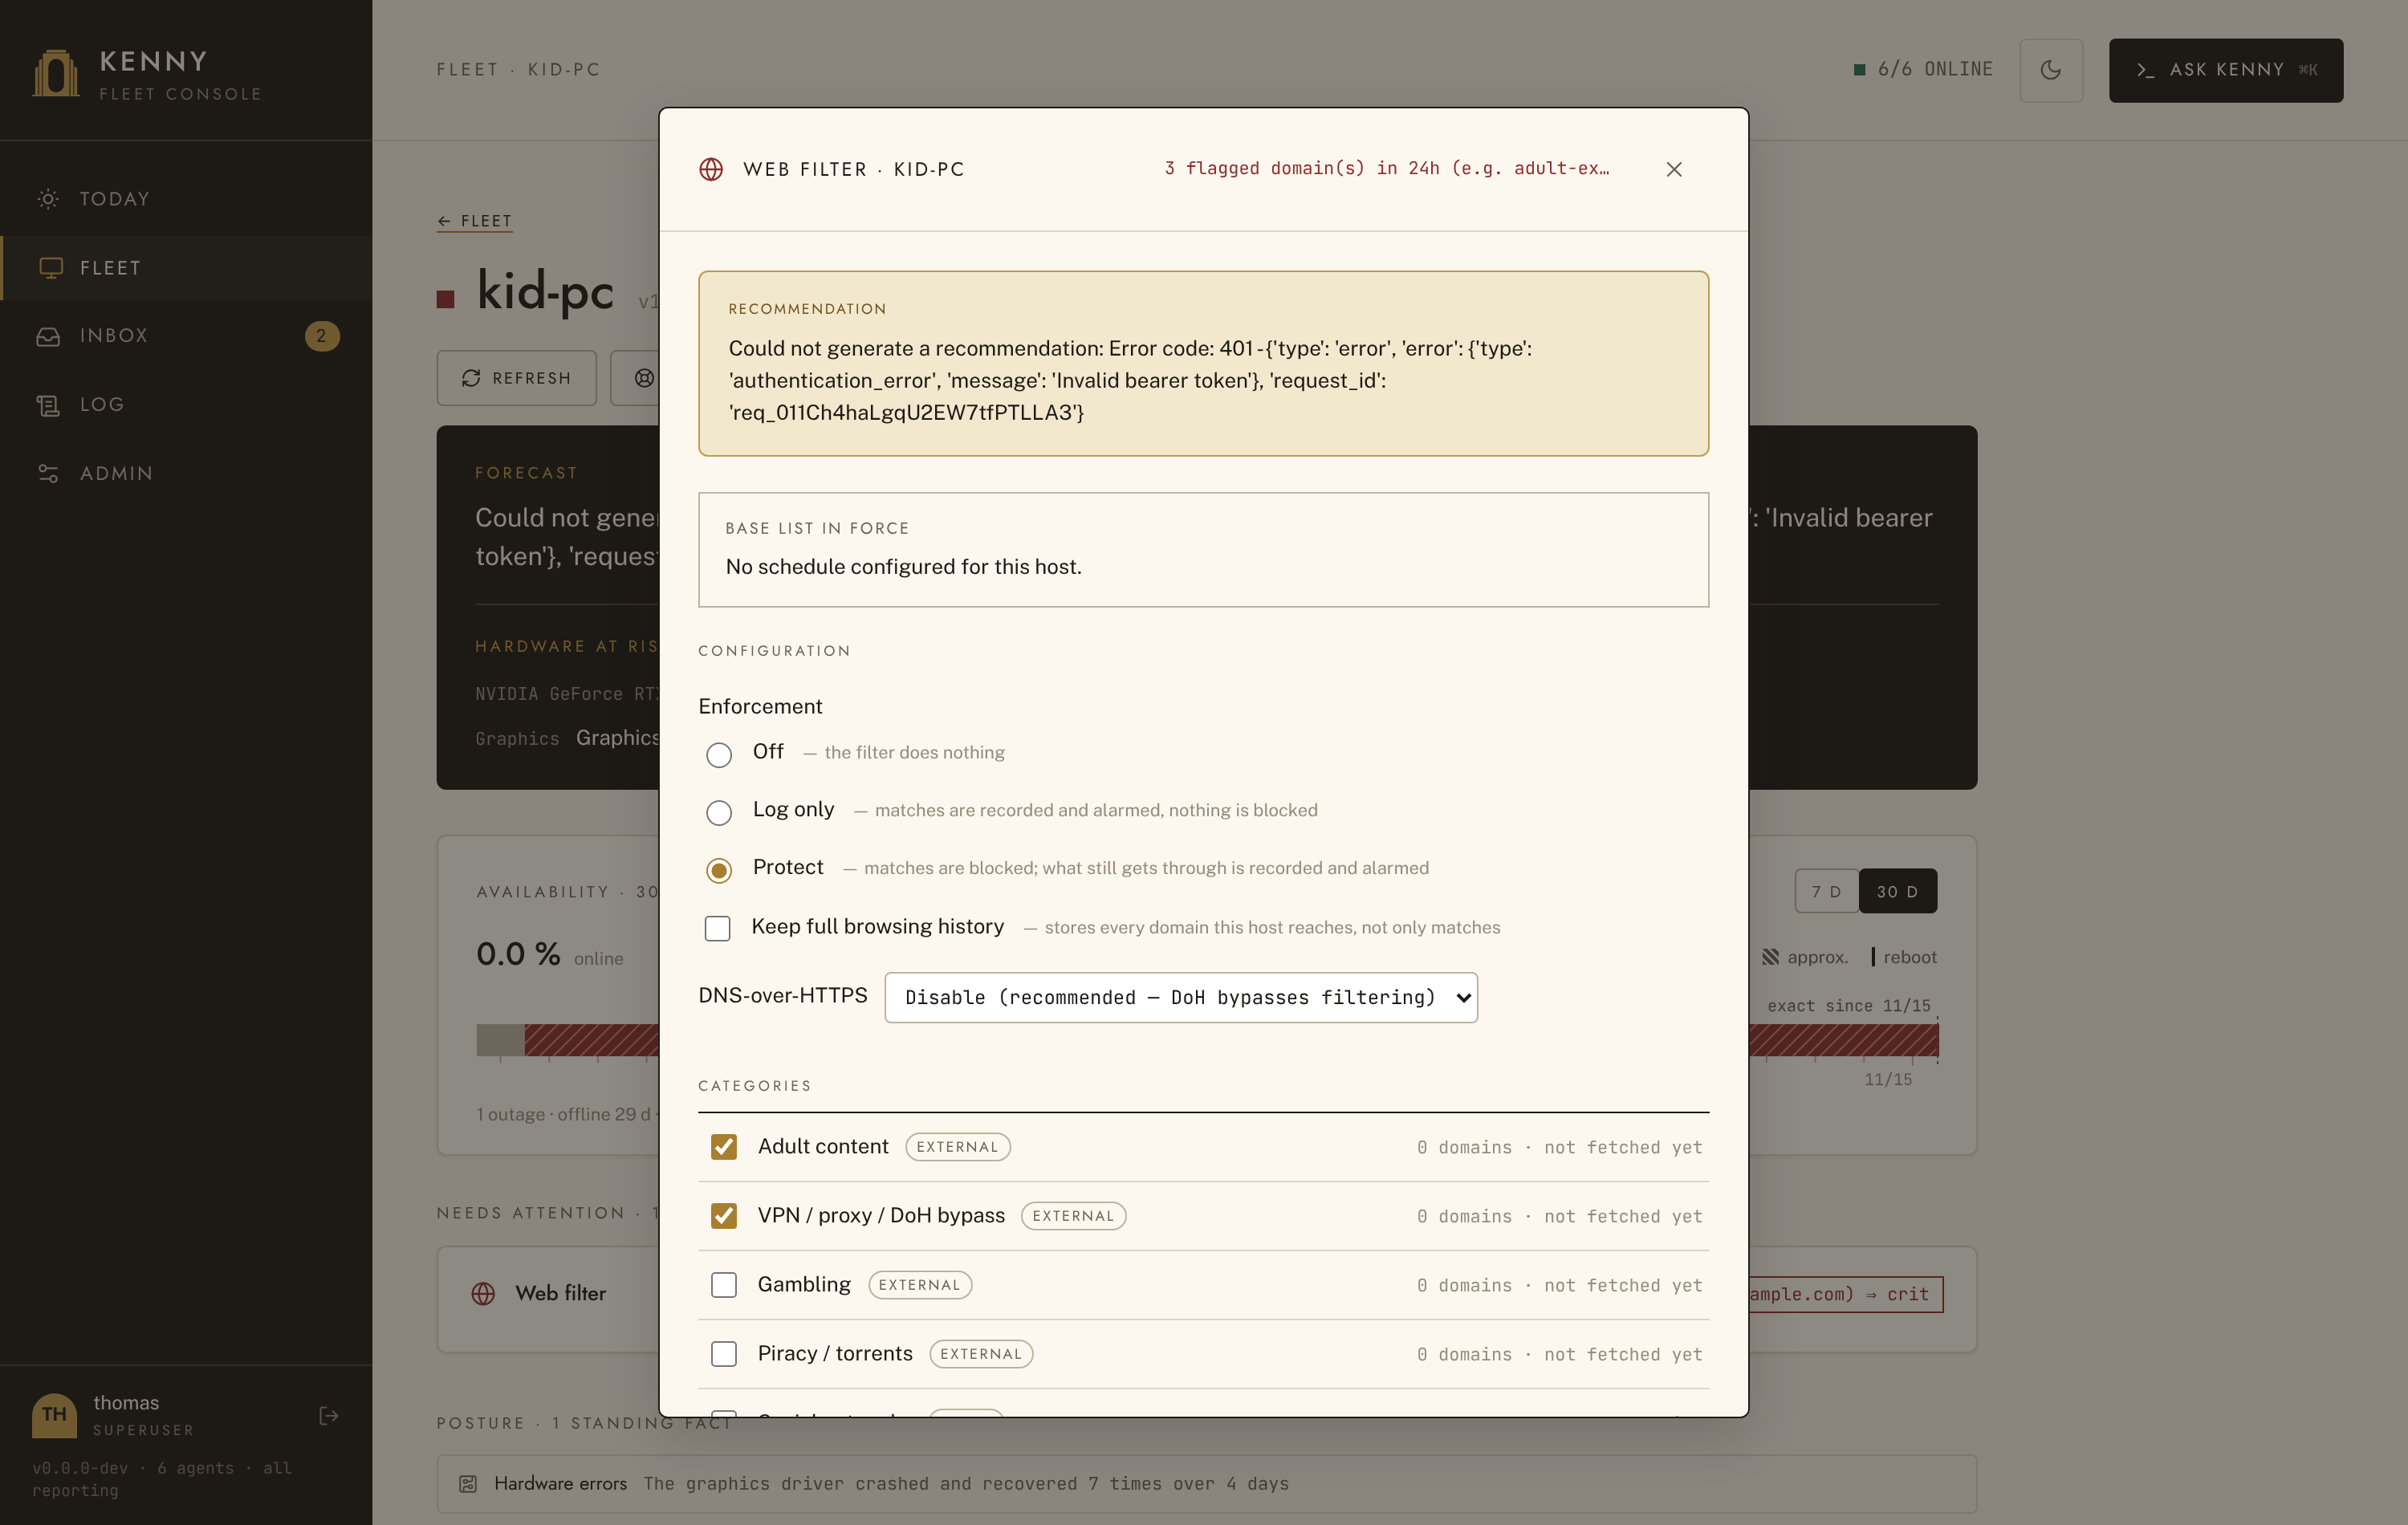 KENNY
FLEET CONSOLE
TODAY
FLEET
INBOX 2
LOG
ADMIN
TH thomas
SUPERUSER
v0.0.0-dev · 6 agents · all
reporting
FLEET · KID-PC
6/6 ONLINE
ASK KENNY ⌘K
← FLEET
kid-pc
REFRESH
FORECAST
Could not
token'},
': 'Invalid bearer
HARDWARE AT
NVIDIA GeForce
Graphics Graphics
AVAILABILITY · 30
7 D 30 D
0.0 % online
approx. reboot
exact since 11/15
11/15
1 outage · offline 29 d ·
NEEDS ATTENTION · 1
Web filter
ample.com) ⇒ crit
POSTURE · 1 STANDING FACT
Hardware errors The graphics driver crashed and recovered 7 times over 4 days
WEB FILTER · KID-PC
3 flagged domain(s) in 24h (e.g. adult-ex…
RECOMMENDATION
Could not generate a recommendation: Error code: 401 - {'type': 'error', 'error': {'type':
'authentication_error', 'message': 'Invalid bearer token'}, 'request_id':
'req_011Ch4haLgqU2EW7tfPTLLA3'}
BASE LIST IN FORCE
No schedule configured for this host.
CONFIGURATION
Enforcement
Off — the filter does nothing
Log only — matches are recorded and alarmed, nothing is blocked
Protect — matches are blocked; what still gets through is recorded and alarmed
Keep full browsing history — stores every domain this host reaches, not only matches
DNS-over-HTTPS Disable (recommended — DoH bypasses filtering)
CATEGORIES
Adult content EXTERNAL 0 domains · not fetched yet
VPN / proxy / DoH bypass EXTERNAL 0 domains · not fetched yet
Gambling EXTERNAL 0 domains · not fetched yet
Piracy / torrents EXTERNAL 0 domains · not fetched yet